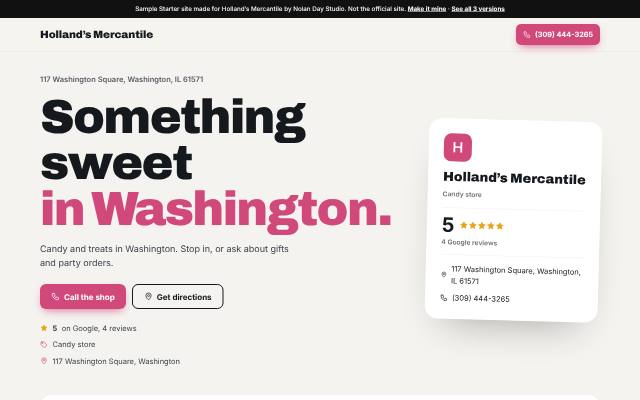 Sample Starter site made for Holland's Mercantile by Nolan Day Studio. Not the official site. Make it mine · See all 3 versions
Holland's Mercantile
(309) 444-3265
117 Washington Square, Washington, IL 61571
Something
sweet
in Washington.
Candy and treats in Washington. Stop in, or ask about gifts
and party orders.
Call the shop
Get directions
5 on Google, 4 reviews
Candy store
117 Washington Square, Washington
H
Holland's Mercantile
Candy store
5
4 Google reviews
117 Washington Square, Washington,
IL 61571
(309) 444-3265